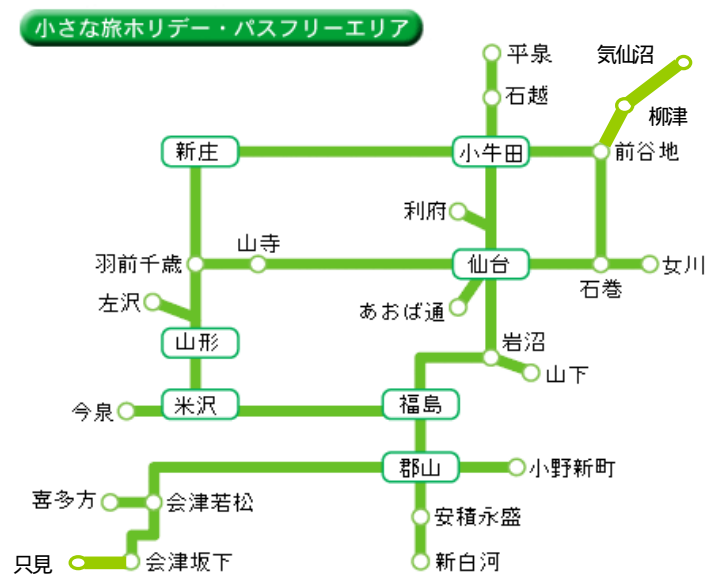 小さな旅ホリデー・パスフリーエリア
平泉
気仙沼
石越
柳津
新庄
小牛田
前谷地
利府
山寺
羽前千歳
仙台
女川
石巻
左沢
あおば通
岩沼
山形
山下
今泉
米沢
福島
郡山
小野新町
喜多方
会津若松
安積永盛
只見
会津坂下
新白河